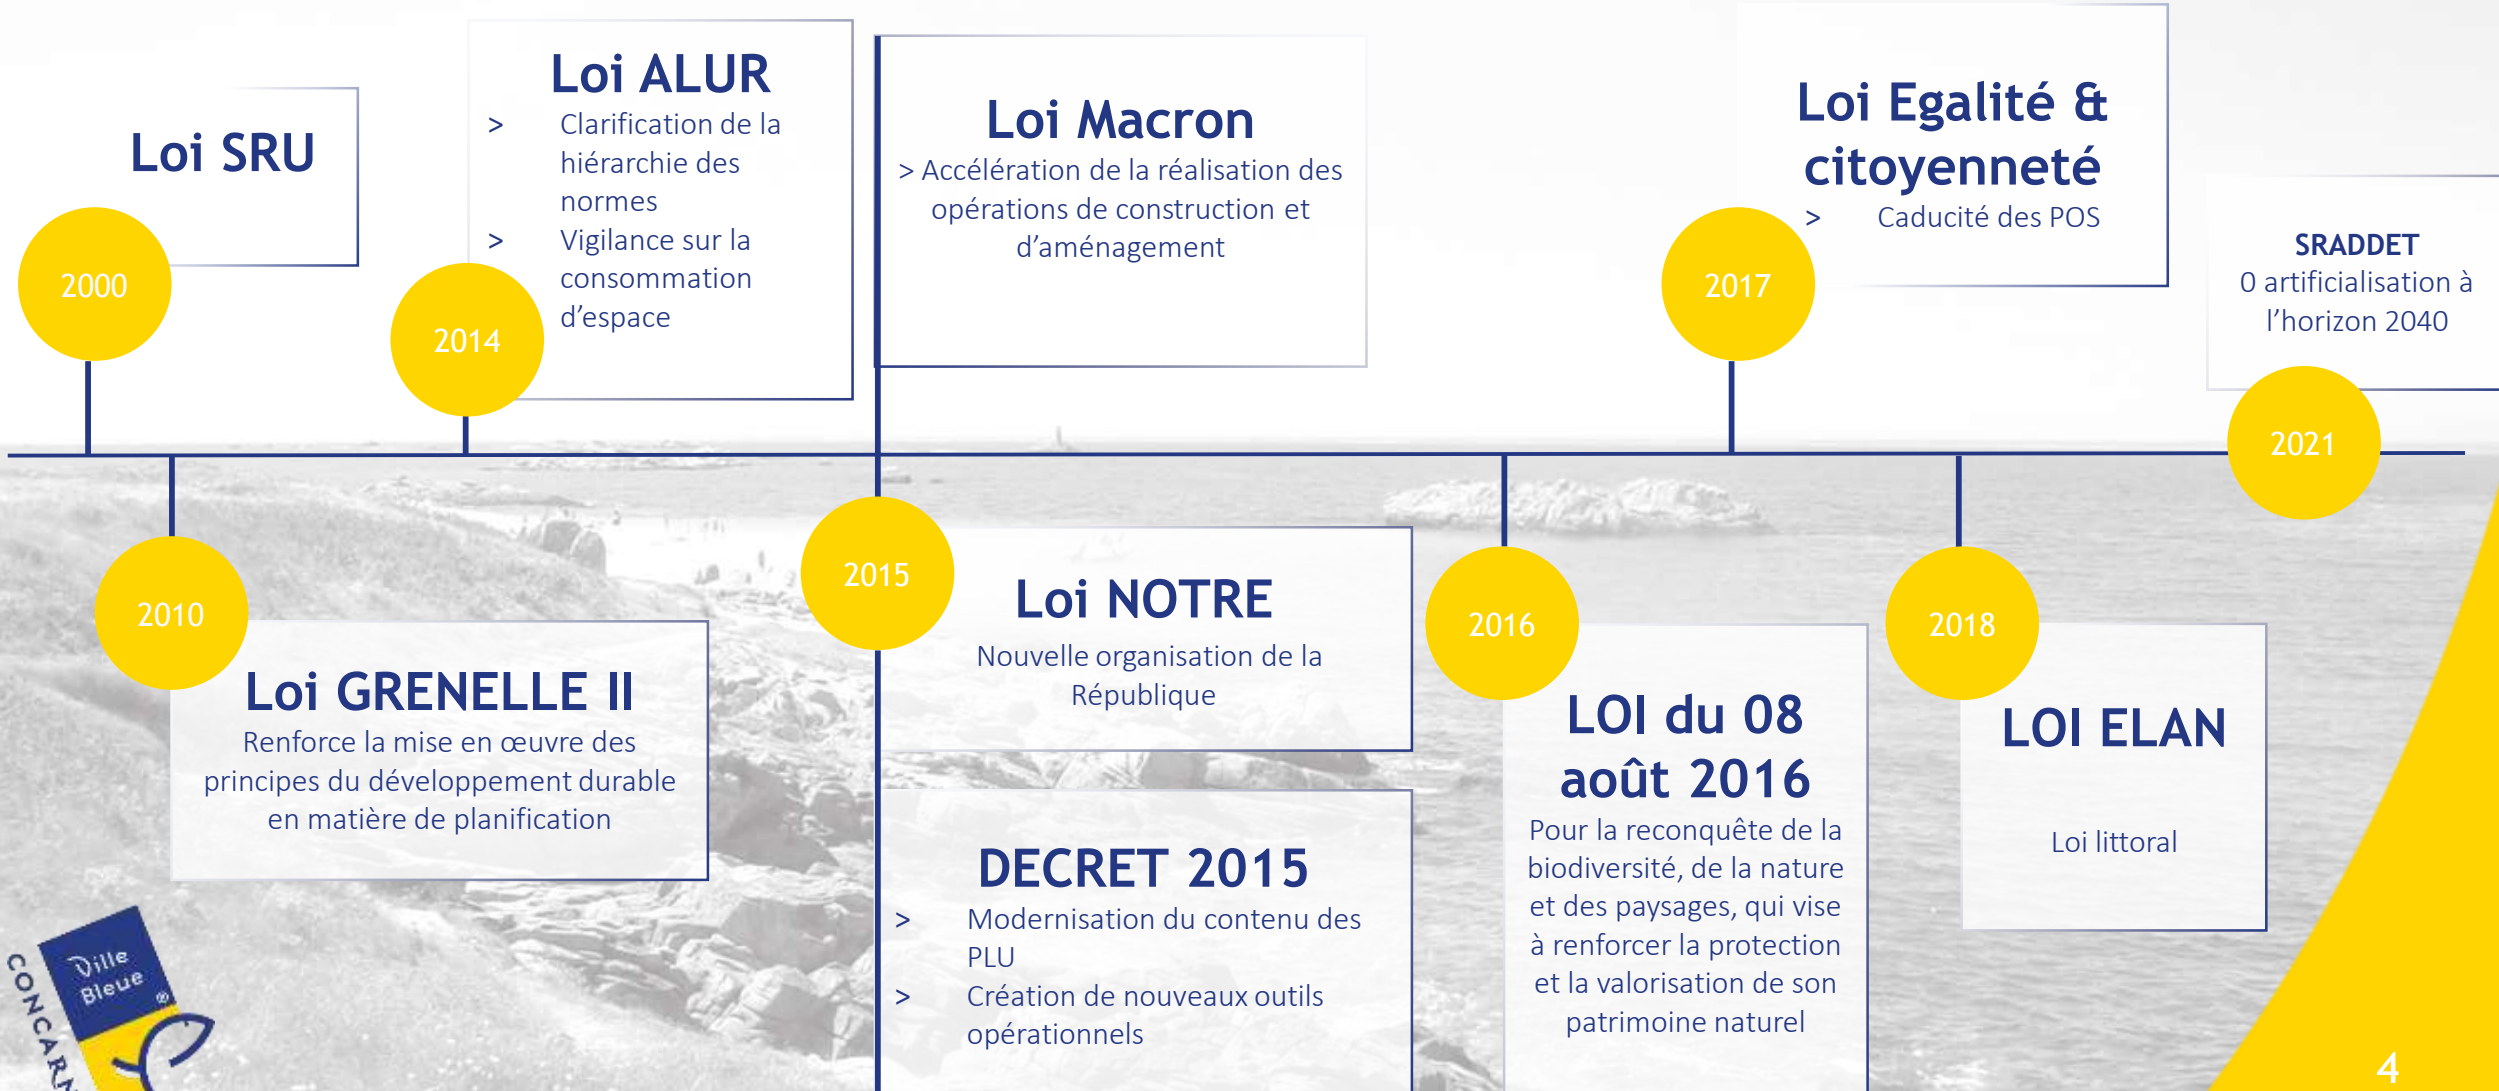 Loi SRU
2000
Loi ALUR
> Clarification de la
hiérarchie des
normes
> Vigilance sur la
consommation
d’espace
2014
Loi Macron
> Accélération de la réalisation des
opérations de construction et
d’aménagement
Loi Egalité &
citoyenneté
> Caducité des POS
2017
SRADDET
0 artificialisation à
l’horizon 2040
2021
2010
Loi GRENELLE II
Renforce la mise en œuvre des
principes du développement durable
en matière de planification
2015
Loi NOTRE
Nouvelle organisation de la
République
DECRET 2015
> Modernisation du contenu des
PLU
> Création de nouveaux outils
opérationnels
2016
LOI du 08
août 2016
Pour la reconquête de la
biodiversité, de la nature
et des paysages, qui vise
à renforcer la protection
et la valorisation de son
patrimoine naturel
2018
LOI ELAN
Loi littoral
Ville
Bleue
®
4